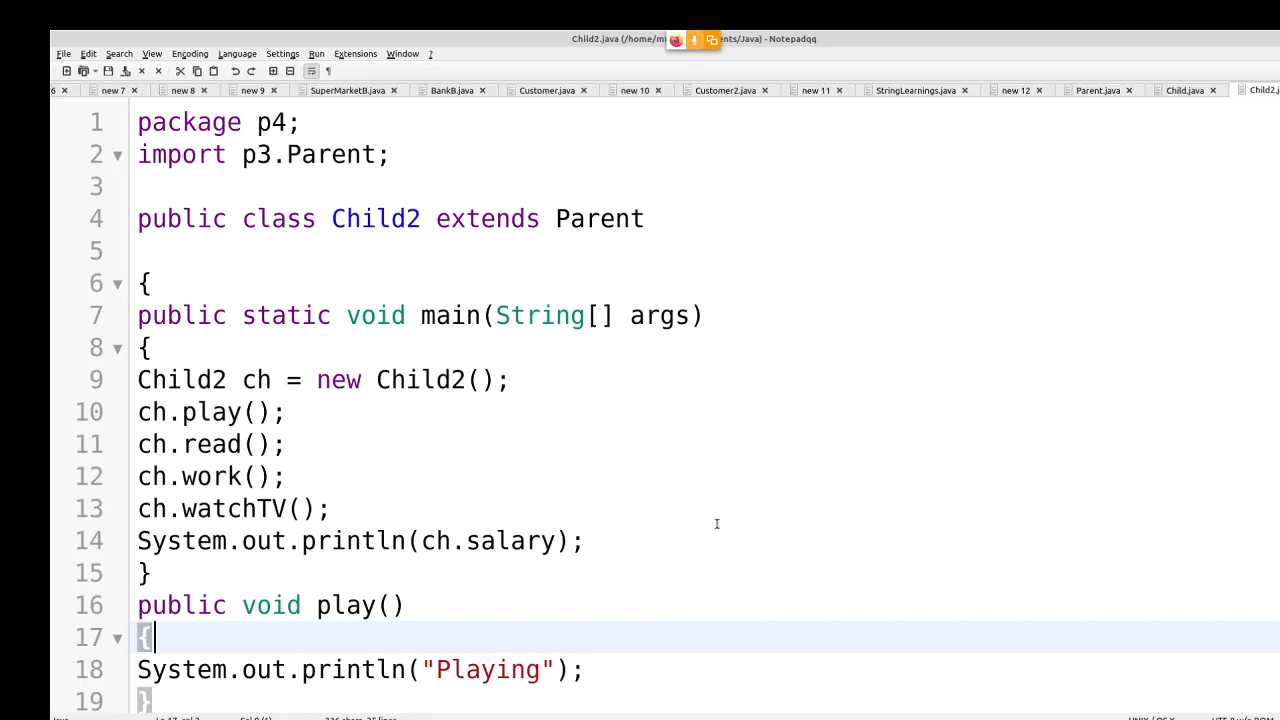 Child2.java (/home/m ents/Java) - Notepadqq
File Edit Search View Encoding Language Settings Run Extensions Window ?
6 new 7 new 8 new 9 SuperMarketB.java BankB.java Customer.java new 10 Customer2.java new 11 StringLearnings.java new 12 Parent.java Child.java Child2.j
1 package p4;
2 import p3.Parent;
3
4 public class Child2 extends Parent
5
6 {
7 public static void main(String[] args)
8 {
9 Child2 ch = new Child2();
10 ch.play();
11 ch.read();
12 ch.work();
13 ch.watchTV();
14 System.out.println(ch.salary);
15 }
16 public void play()
17 {
18 System.out.println("Playing");
19 }